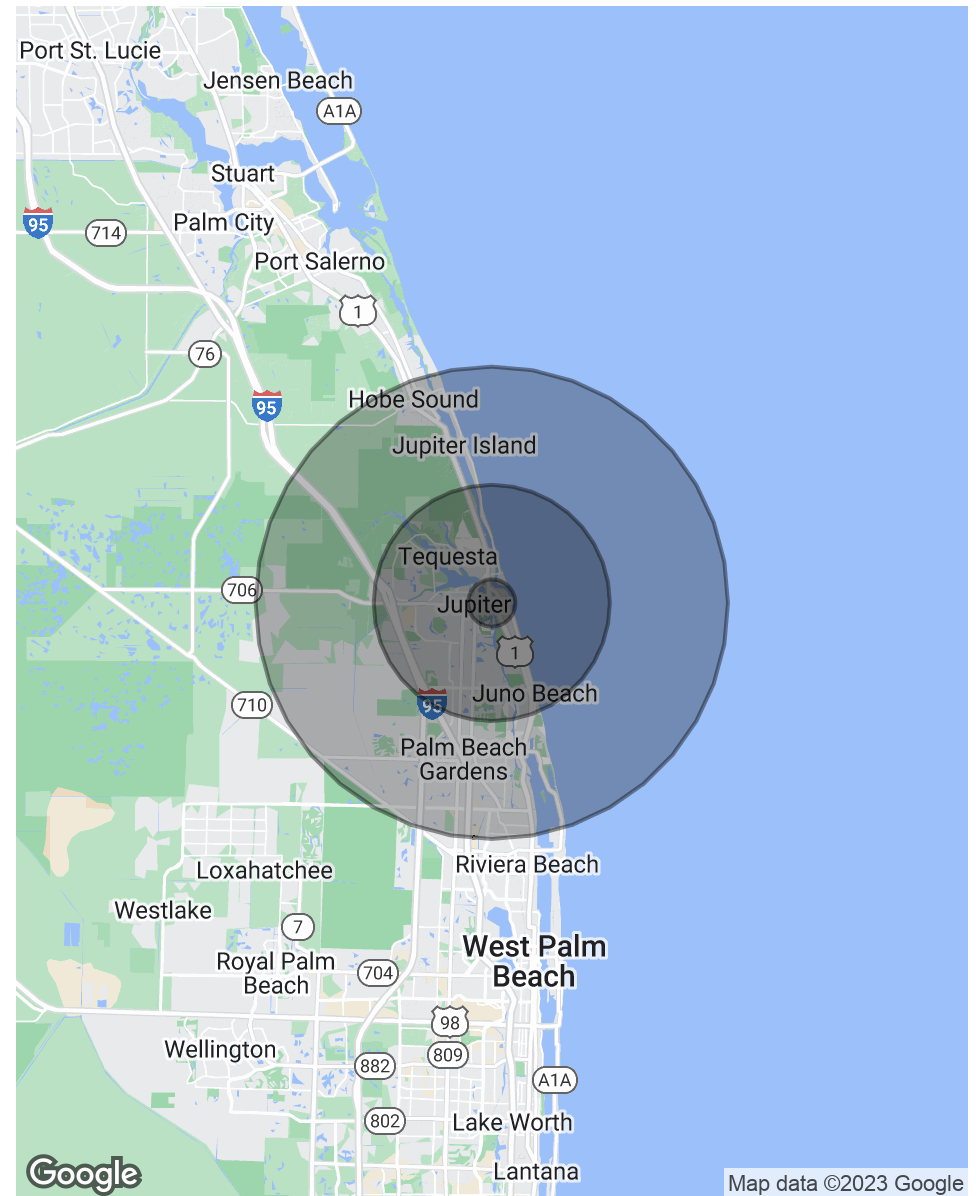 Port St. Lucie
Jensen Beach
A1A
Stuart
Palm City
95
714
Port Salerno
1
76
Hobe Sound
95
Jupiter Island
Tequesta
706
Jupiter
1
Juno Beach
95
710
Palm Beach
Gardens
Riviera Beach
Loxahatchee
Westlake
7
West Palm
Beach
Royal Palm
Beach
704
98
Wellington
809
882
A1A
802
Lake Worth
Lantana
Google
Map data ©2023 Google